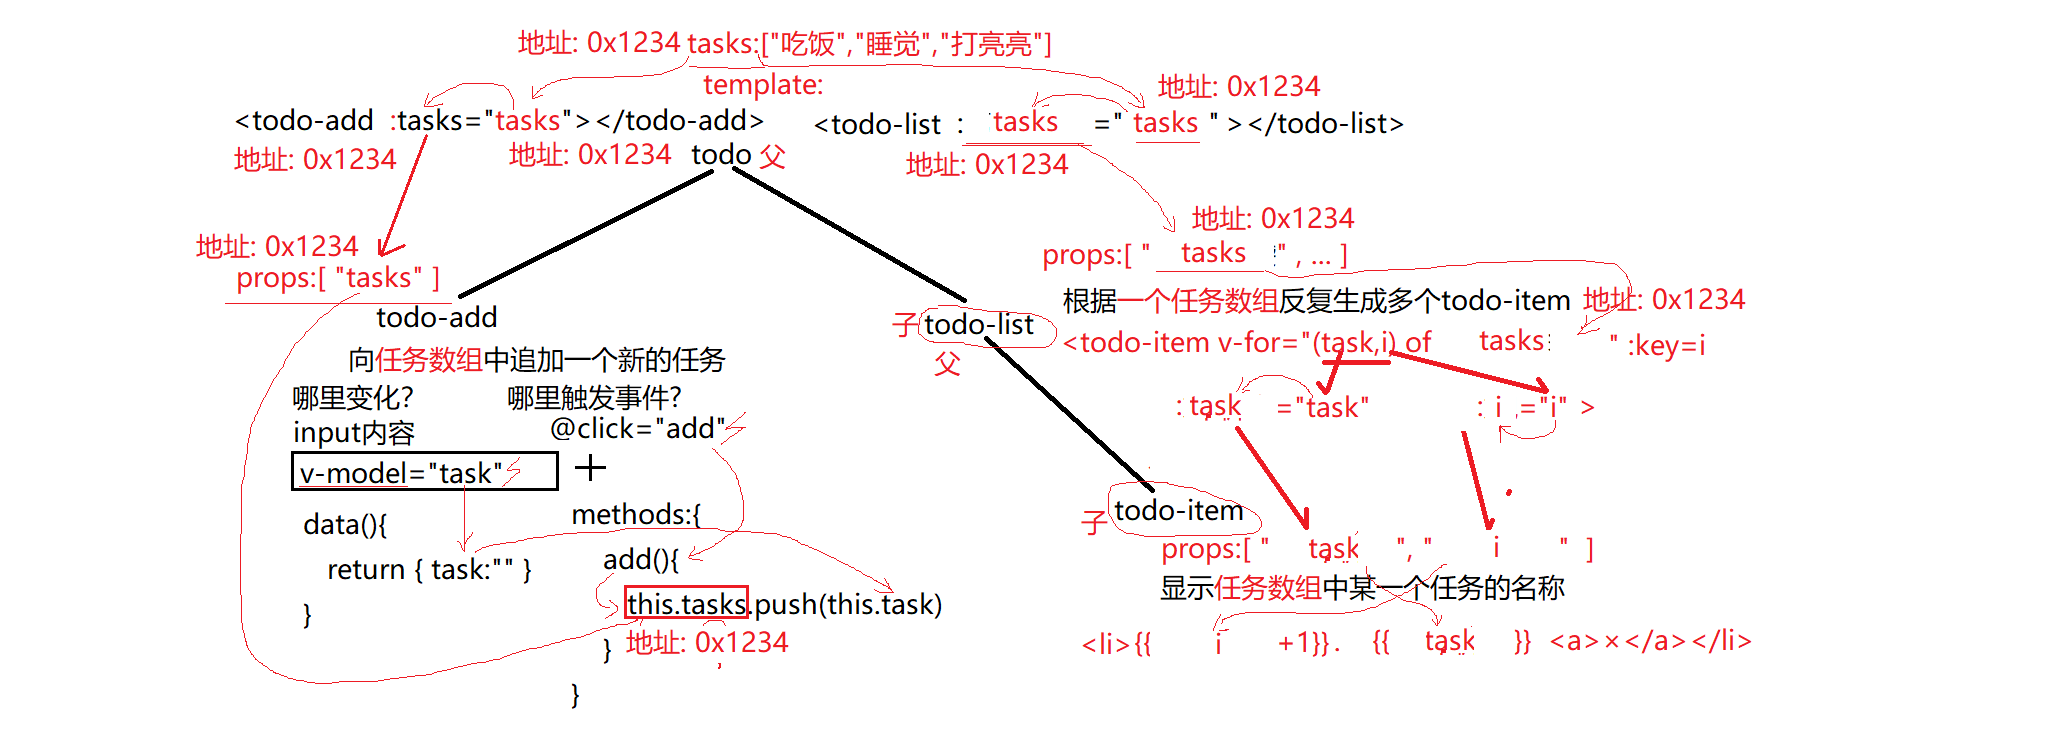 地址: 0x1234 tasks:["吃饭","睡觉","打亮亮"]
template:
地址: 0x1234
<todo-add :tasks="tasks"></todo-add>
<todo-list : tasks =" tasks " ></todo-list>
地址: 0x1234
地址: 0x1234
todo 父
地址: 0x1234
地址: 0x1234
props:[ "tasks" ]
todo-add
向任务数组中追加一个新的任务
哪里变化?
哪里触发事件?
input内容
@click="add"
v-model="task"
+
data(){
return { task:"" }
}
methods:{
add(){
this.tasks.push(this.task)
地址: 0x1234
}
}
地址: 0x1234
props:[ " tasks " , ... ]
根据一个任务数组反复生成多个todo-item
地址: 0x1234
子 todo-list
父
<todo-item v-for="(task,i) of tasks " :key=i
: task ="task" : i ="i" >
子 todo-item
props:[ " task ", " i " ]
显示任务数组中某一个任务的名称
<li>{{ i +1}}. {{ task }} <a>×</a></li>